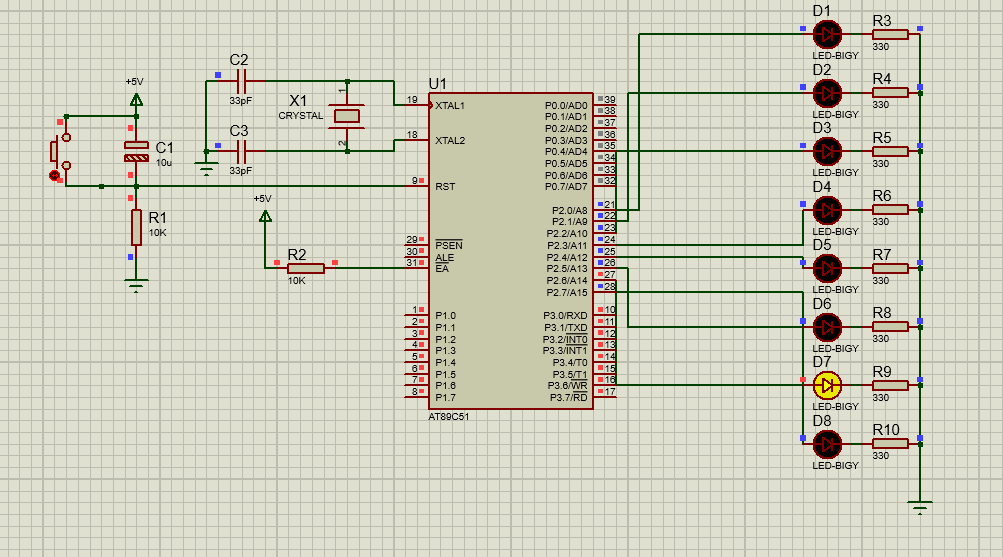 D1
R3
330
LED-BIGY
D2
R4
330
LED-BIGY
D3
R5
330
LED-BIGY
D4
R6
330
LED-BIGY
D5
R7
330
LED-BIGY
D6
R8
330
LED-BIGY
D7
R9
330
LED-BIGY
D8
R10
330
LED-BIGY
+5V
C1
10u
R1
10K
C2
33pF
C3
33pF
X1
CRYSTAL
1
2
+5V
R2
10K
U1
19 XTAL1
18 XTAL2
9 RST
29 PSEN
30 ALE
31 EA
1 P1.0
2 P1.1
3 P1.2
4 P1.3
5 P1.4
6 P1.5
7 P1.6
8 P1.7
P0.0/AD0 39
P0.1/AD1 38
P0.2/AD2 37
P0.3/AD3 36
P0.4/AD4 35
P0.5/AD5 34
P0.6/AD6 33
P0.7/AD7 32
P2.0/A8 21
P2.1/A9 22
P2.2/A10 23
P2.3/A11 24
P2.4/A12 25
P2.5/A13 26
P2.6/A14 27
P2.7/A15 28
P3.0/RXD 10
P3.1/TXD 11
P3.2/INT0 12
P3.3/INT1 13
P3.4/T0 14
P3.5/T1 15
P3.6/WR 16
P3.7/RD 17
AT89C51